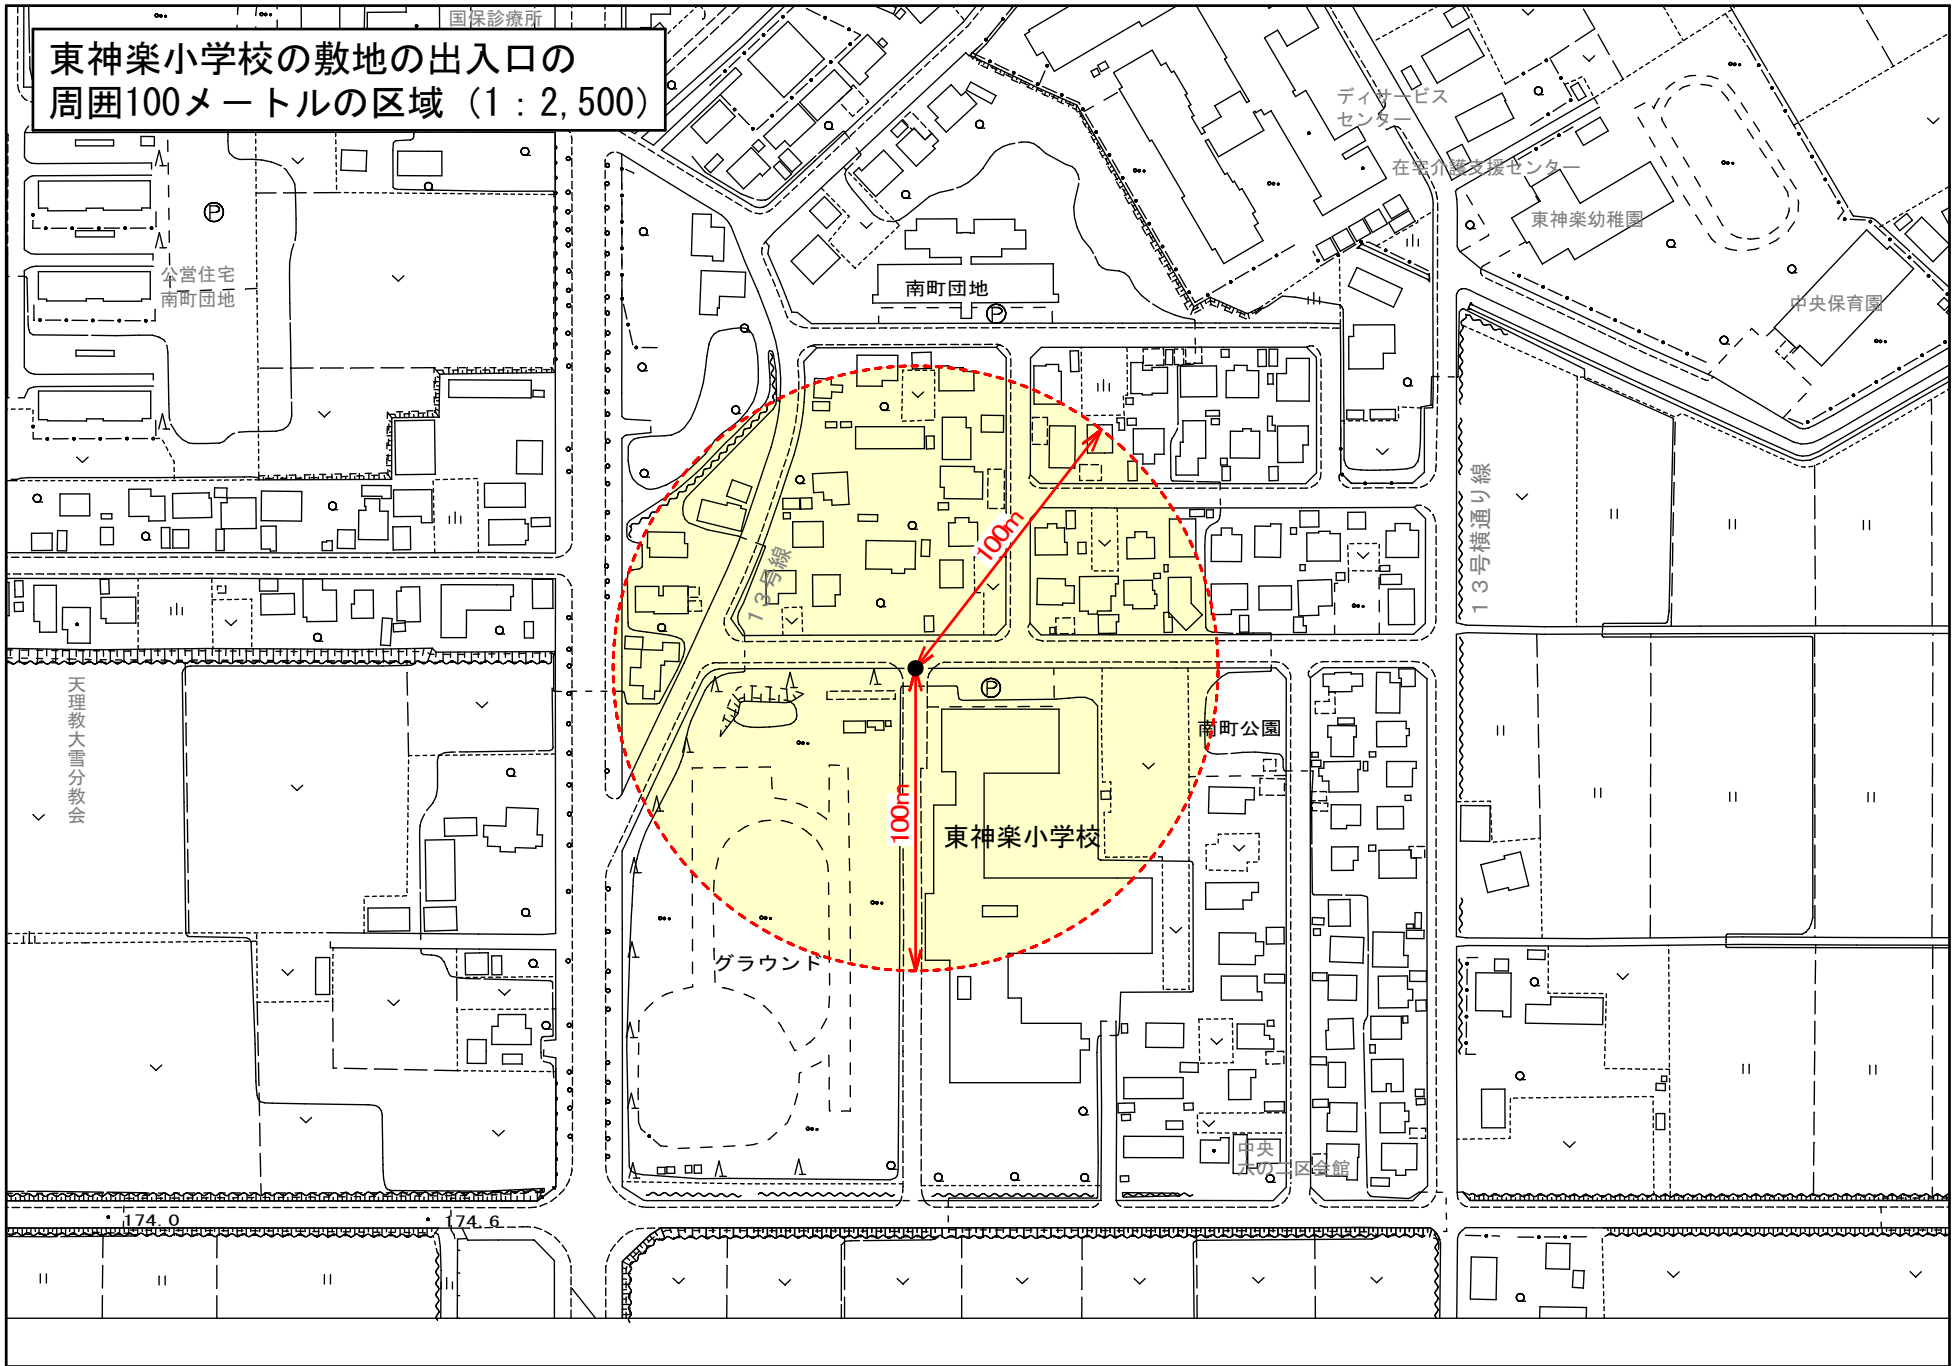 国保診療所
東神楽小学校の敷地の出入口の
周囲100メートルの区域（1：2,500）
ディサービス
センター
在宅介護支援センター
東神楽幼稚園
公営住宅
南町団地
南町団地
中央保育園
13号横通り線
100m
13号線
天理教大雪分教会
南町公園
100m
東神楽小学校
グラウンド
中央
六の二区会館
174.0
174.6